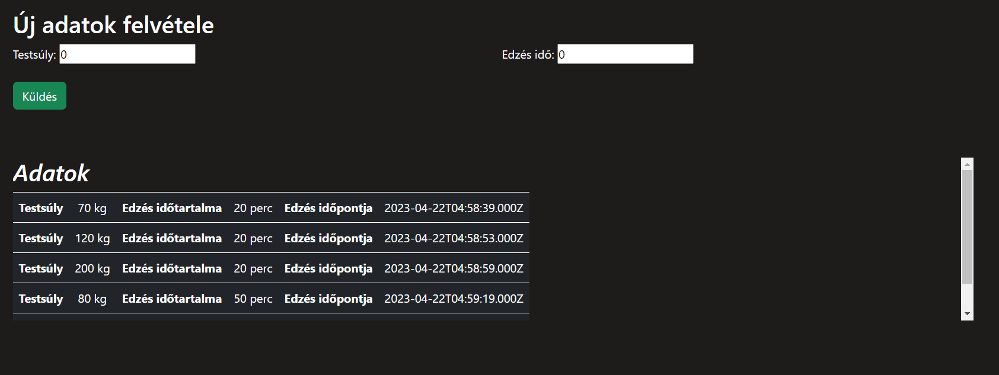 Új adatok felvétele
Testsúly: 0 Edzés idő: 0
Küldés
Adatok
Testsúly 70 kg Edzés időtartalma 20 perc Edzés időpontja 2023-04-22T04:58:39.000Z
Testsúly 120 kg Edzés időtartalma 20 perc Edzés időpontja 2023-04-22T04:58:53.000Z
Testsúly 200 kg Edzés időtartalma 20 perc Edzés időpontja 2023-04-22T04:58:59.000Z
Testsúly 80 kg Edzés időtartalma 50 perc Edzés időpontja 2023-04-22T04:59:19.000Z